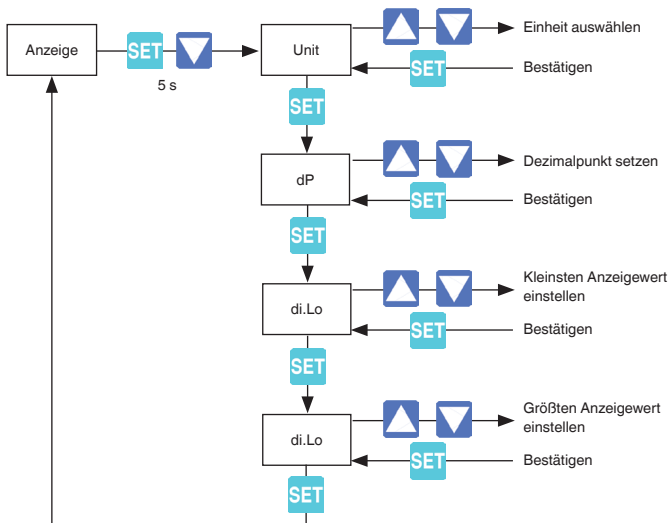 Anzeige
SET
5 s
Unit
Einheit auswählen
SET
Bestätigen
SET
dP
Dezimalpunkt setzen
SET
Bestätigen
SET
di.Lo
Kleinsten Anzeigewert
einstellen
SET
Bestätigen
SET
di.Lo
Größten Anzeigewert
einstellen
SET
Bestätigen
SET